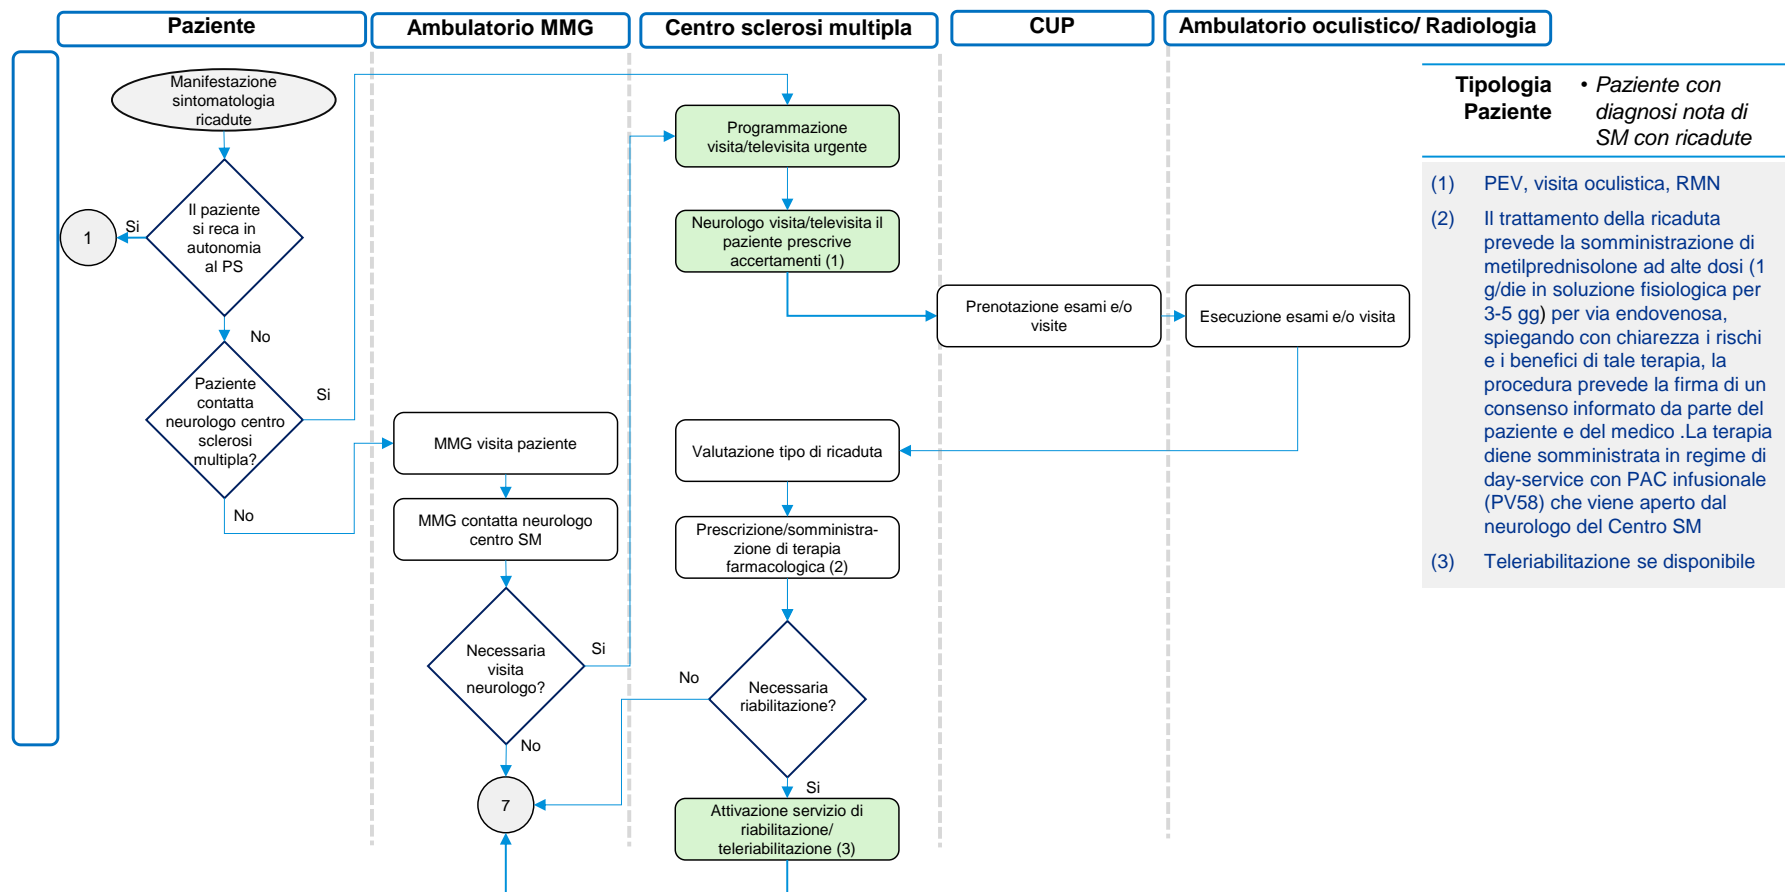 Paziente
Ambulatorio MMG
Centro sclerosi multipla
CUP
Ambulatorio oculistico/ Radiologia
Manifestazione
sintomatologia
ricadute
Il paziente
si reca in
autonomia
al PS
Si
1
No
Paziente
contatta
neurologo centro
sclerosi
multipla?
Si
No
MMG visita paziente
MMG contatta neurologo
centro SM
Necessaria
visita
neurologo?
Si
No
7
Programmazione
visita/televisita urgente
Neurologo visita/televisita il
paziente prescrive
accertamenti (1)
Prenotazione esami e/o
visite
Esecuzione esami e/o visita
Valutazione tipo di ricaduta
Prescrizione/somministra-
zione di terapia
farmacologica (2)
Necessaria
riabilitazione?
No
Si
Attivazione servizio di
riabilitazione/
teleriabilitazione (3)
Tipologia
Paziente
• Paziente con
diagnosi nota di
SM con ricadute
(1) PEV, visita oculistica, RMN
(2) Il trattamento della ricaduta
prevede la somministrazione di
metilprednisolone ad alte dosi (1
g/die in soluzione fisiologica per
3-5 gg) per via endovenosa,
spiegando con chiarezza i rischi
e i benefici di tale terapia, la
procedura prevede la firma di un
consenso informato da parte del
paziente e del medico .La terapia
diene somministrata in regime di
day-service con PAC infusionale
(PV58) che viene aperto dal
neurologo del Centro SM
(3) Teleriabilitazione se disponibile